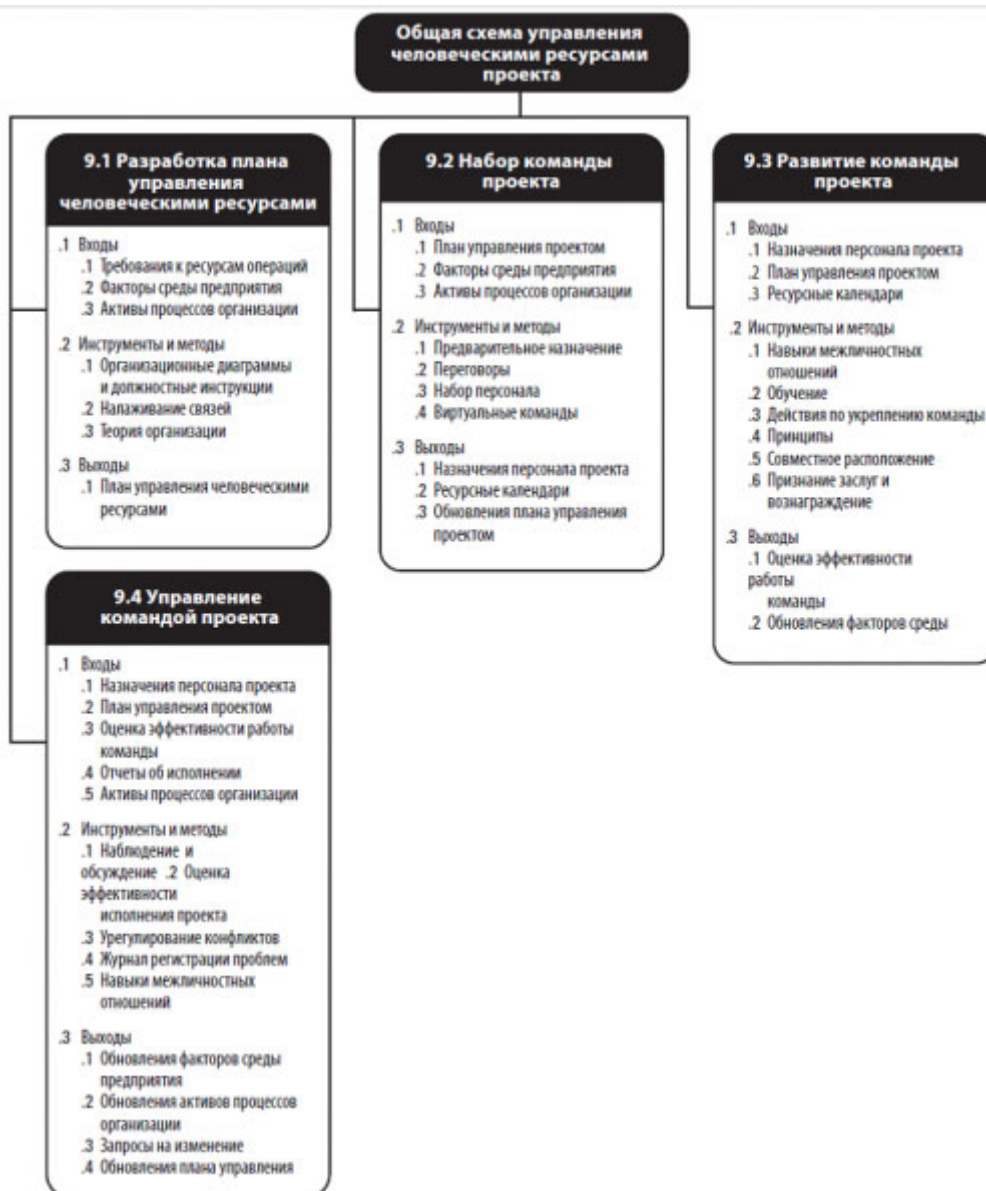 Общая схема управления
человеческими ресурсами
проекта
9.1 Разработка плана
управления
человеческими ресурсами
.1 Входы
.1 Требования к ресурсам операций
.2 Факторы среды предприятия
.3 Активы процессов организации
.2 Инструменты и методы
.1 Организационные диаграммы
и должностные инструкции
.2 Налаживание связей
.3 Теория организации
.3 Выходы
.1 План управления человеческими
ресурсами
9.2 Набор команды
проекта
.1 Входы
.1 План управления проектом
.2 Факторы среды предприятия
.3 Активы процессов организации
.2 Инструменты и методы
.1 Предварительное назначение
.2 Переговоры
.3 Набор персонала
.4 Виртуальные команды
.3 Выходы
.1 Назначения персонала проекта
.2 Ресурсные календари
.3 Обновления плана управления
проектом
9.3 Развитие команды
проекта
.1 Входы
.1 Назначения персонала проекта
.2 План управления проектом
.3 Ресурсные календари
.2 Инструменты и методы
.1 Навыки межличностных
отношений
.2 Обучение
.3 Действия по укреплению команды
.4 Принципы
.5 Совместное расположение
.6 Признание заслуг и
вознаграждение
.3 Выходы
.1 Оценка эффективности
работы
команды
.2 Обновления факторов среды
9.4 Управление
командой проекта
.1 Входы
.1 Назначения персонала проекта
.2 План управления проектом
.3 Оценка эффективности работы
команды
.4 Отчеты об исполнении
.5 Активы процессов организации
.2 Инструменты и методы
.1 Наблюдение и
обсуждение .2 Оценка
эффективности
исполнения проекта
.3 Урегулирование конфликтов
.4 Журнал регистрации проблем
.5 Навыки межличностных
отношений
.3 Выходы
.1 Обновления факторов среды
предприятия
.2 Обновления активов процессов
организации
.3 Запросы на изменение
.4 Обновления плана управления